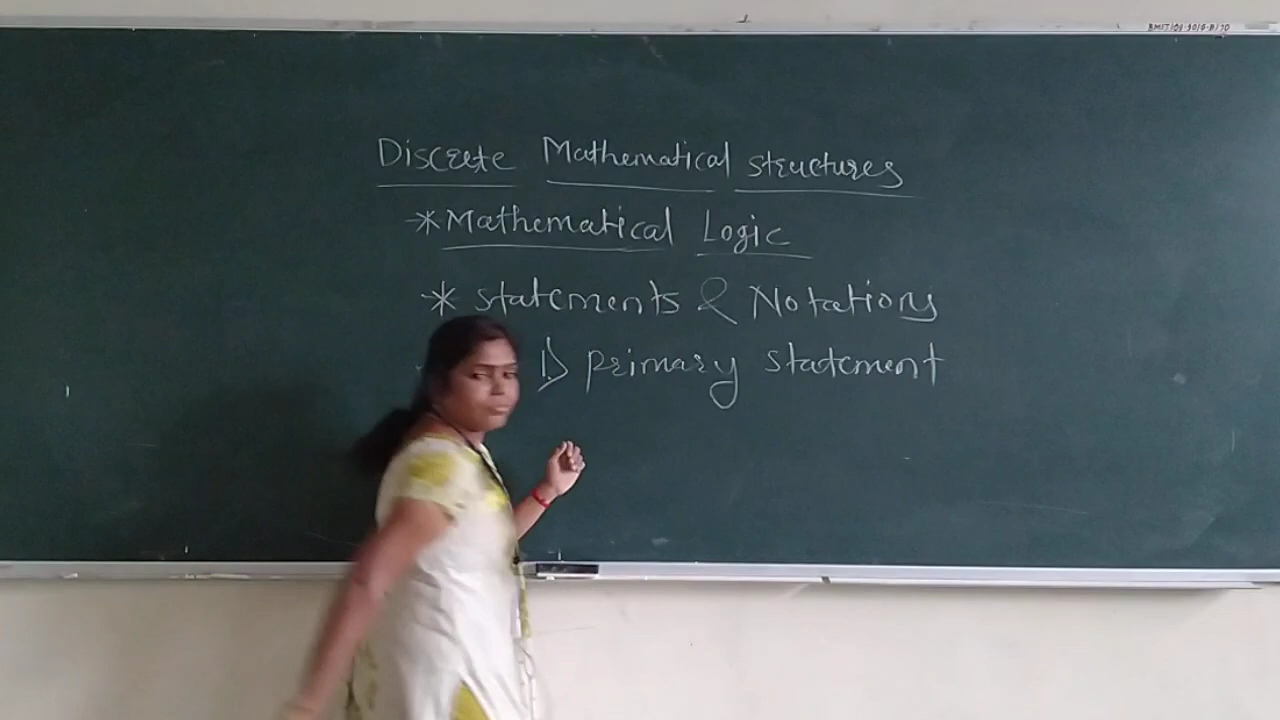 Discrete Mathematical structures
* Mathematical Logic
* statements & Notations
1) primary statement